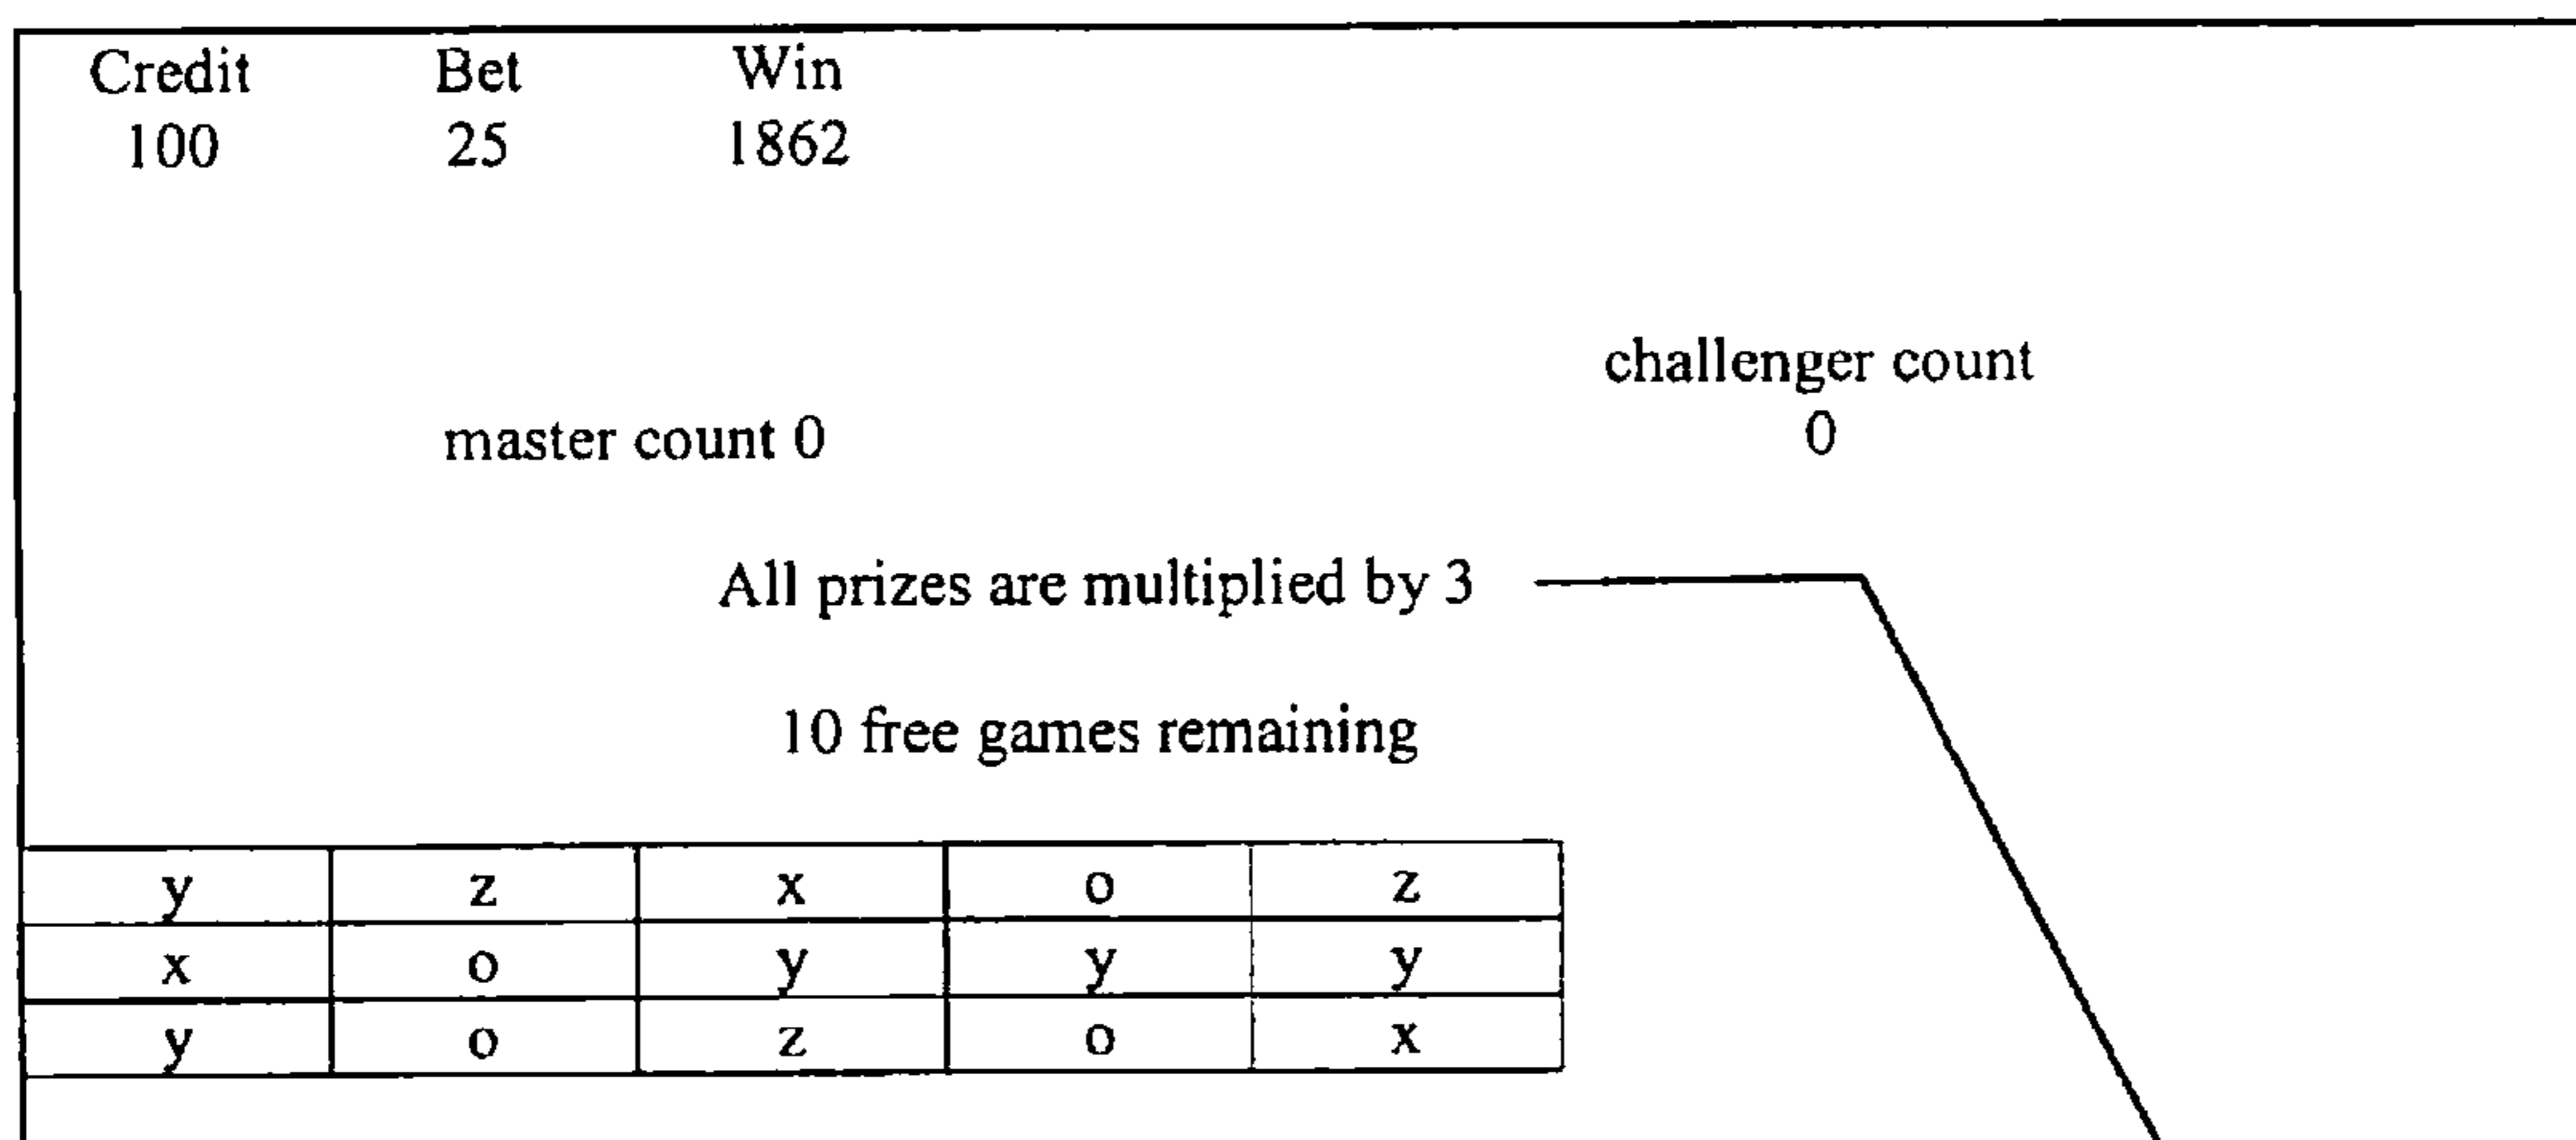 Credit Bet Win
100 25 1862
challenger count
0
master count 0
All prizes are multiplied by 3
10 free games remaining
y z x o z
x o y y y
y o z o x